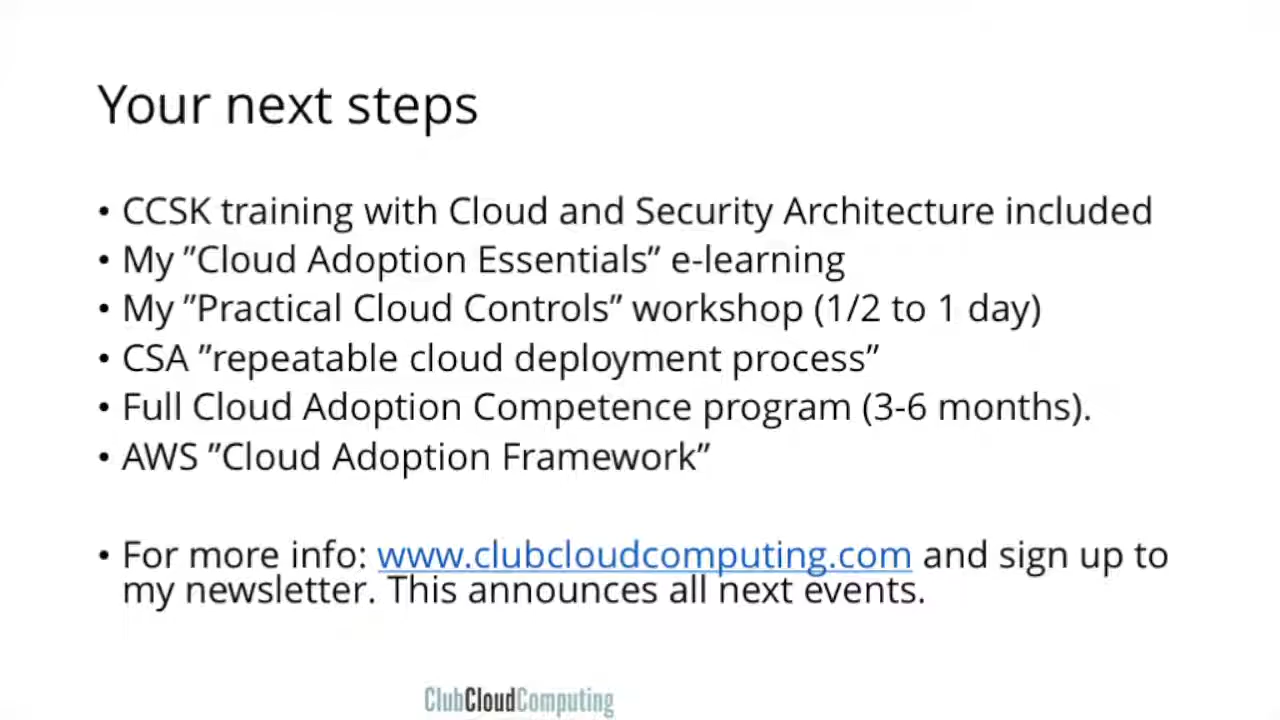 Your next steps
• CCSK training with Cloud and Security Architecture included
• My ”Cloud Adoption Essentials” e-learning
• My ”Practical Cloud Controls” workshop (1/2 to 1 day)
• CSA ”repeatable cloud deployment process”
• Full Cloud Adoption Competence program (3-6 months).
• AWS ”Cloud Adoption Framework”
• For more info: www.clubcloudcomputing.com and sign up to
my newsletter. This announces all next events.
ClubCloudComputing